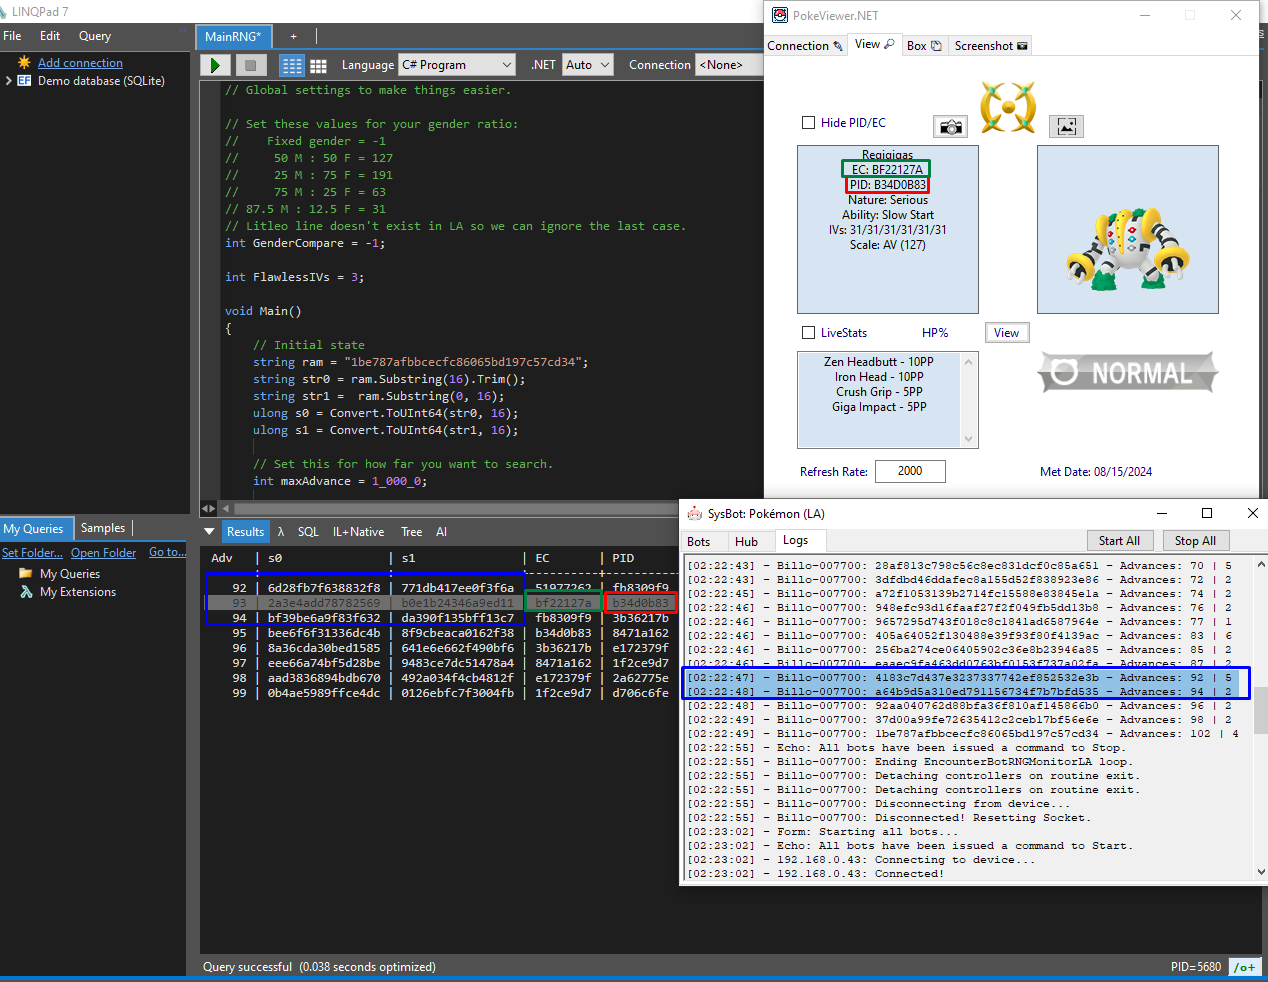 LINQPad 7
File Edit Query
Add connection
Demo database (SQLite)
MainRNG* +
Language C# Program .NET Auto Connection <None>
// Global settings to make things easier.
// Set these values for your gender ratio:
// Fixed gender = -1
// 50 M : 50 F = 127
// 25 M : 75 F = 191
// 75 M : 25 F = 63
// 87.5 M : 12.5 F = 31
// Litleo line doesn't exist in LA so we can ignore the last case.
int GenderCompare = -1;
int FlawlessIVs = 3;
void Main()
{
// Initial state
string ram = "1be787afbbcecfc86065bd197c57cd34";
string str0 = ram.Substring(16).Trim();
string str1 = ram.Substring(0, 16);
ulong s0 = Convert.ToUInt64(str0, 16);
ulong s1 = Convert.ToUInt64(str1, 16);
// Set this for how far you want to search.
int maxAdvance = 1_000_0;
PokeViewer.NET
Connection View Box Screenshot
Hide PID/EC
Regigigas
EC: BF22127A
PID: B34D0B83
Nature: Serious
Ability: Slow Start
IVs: 31/31/31/31/31/31
Scale: AV (127)
LiveStats HP% View
Zen Headbutt - 10PP
Iron Head - 10PP
Crush Grip - 5PP
Giga Impact - 5PP
NORMAL
Refresh Rate: 2000 Met Date: 08/15/2024
My Queries Samples
Set Folder... Open Folder Go to...
My Queries
My Extensions
Results λ SQL IL+Native Tree AI
Adv | s0 | s1 | EC | PID
92 | 6d28fb7f638832f8 | 771db417ee0f3f6a | 51977262 | fb8309f9
93 | 2a3e4add78782569 | b0e1b24346a9ed11 | bf22127a | b34d0b83
94 | bf39be6a9f83f632 | da390f135bff13c7 | fb8309f9 | 3b36217b
95 | bee6f6f31336dc4b | 8f9cbeaca0162f38 | b34d0b83 | 8471a162
96 | 8a36cda30bed1585 | 641e6e662f490bf6 | 3b36217b | e172379f
97 | eee66a74bf5d28be | 9483ce7dc51478a4 | 8471a162 | 1f2ce9d7
98 | aad3836894bdb670 | 492a034f4cb4812f | e172379f | 2a62775e
99 | 0b4ae5989ffce4dc | 0126ebfc7f3004fb | 1f2ce9d7 | d706c6fe
SysBot: Pokémon (LA)
Bots Hub Logs Start All Stop All
[02:22:43] - Billo-007700: 28af813c798c56c8ec831dcf0c85a651 - Advances: 70 | 5
[02:22:44] - Billo-007700: 3dfdbd46ddafec8a155d52f838923e86 - Advances: 72 | 2
[02:22:45] - Billo-007700: a72f1053139b2714fc15588e83845e1a - Advances: 74 | 2
[02:22:45] - Billo-007700: 948efc93d16faaf27f2f049fb5dd13b8 - Advances: 76 | 2
[02:22:45] - Billo-007700: 9657295d743f018c8c1841ad6587964e - Advances: 77 | 1
[02:22:46] - Billo-007700: 405a64052f130488e39f93f80f4139ac - Advances: 83 | 6
[02:22:46] - Billo-007700: 256ba274ce06405902c36e8b23946a85 - Advances: 85 | 2
[02:22:46] - Billo-007700: eaaec9fa463dd0763bf0153f737a02fa - Advances: 87 | 2
[02:22:47] - Billo-007700: 4183c7d437e3237337742ef852532e3b - Advances: 92 | 5
[02:22:48] - Billo-007700: a64b9d5a310ed791156734f7b7bfd535 - Advances: 94 | 2
[02:22:48] - Billo-007700: 92aa040762d88bfa36f810af145866b0 - Advances: 96 | 2
[02:22:49] - Billo-007700: 37d00a99fe72635412c2ceb17bf56e6e - Advances: 98 | 2
[02:22:49] - Billo-007700: 1be787afbbcecfc86065bd197c57cd34 - Advances: 102 | 4
[02:22:55] - Echo: All bots have been issued a command to Stop.
[02:22:55] - Billo-007700: Ending EncounterBotRNGMonitorLA loop.
[02:22:55] - Billo-007700: Detaching controllers on routine exit.
[02:22:55] - Billo-007700: Detaching controllers on routine exit.
[02:22:55] - Billo-007700: Disconnecting from device...
[02:22:55] - Billo-007700: Disconnected! Resetting Socket.
[02:23:02] - Form: Starting all bots...
[02:23:02] - Echo: All bots have been issued a command to Start.
[02:23:02] - 192.168.0.43: Connecting to device...
[02:23:02] - 192.168.0.43: Connected!
Query successful (0.038 seconds optimized) PID=5680 /o+